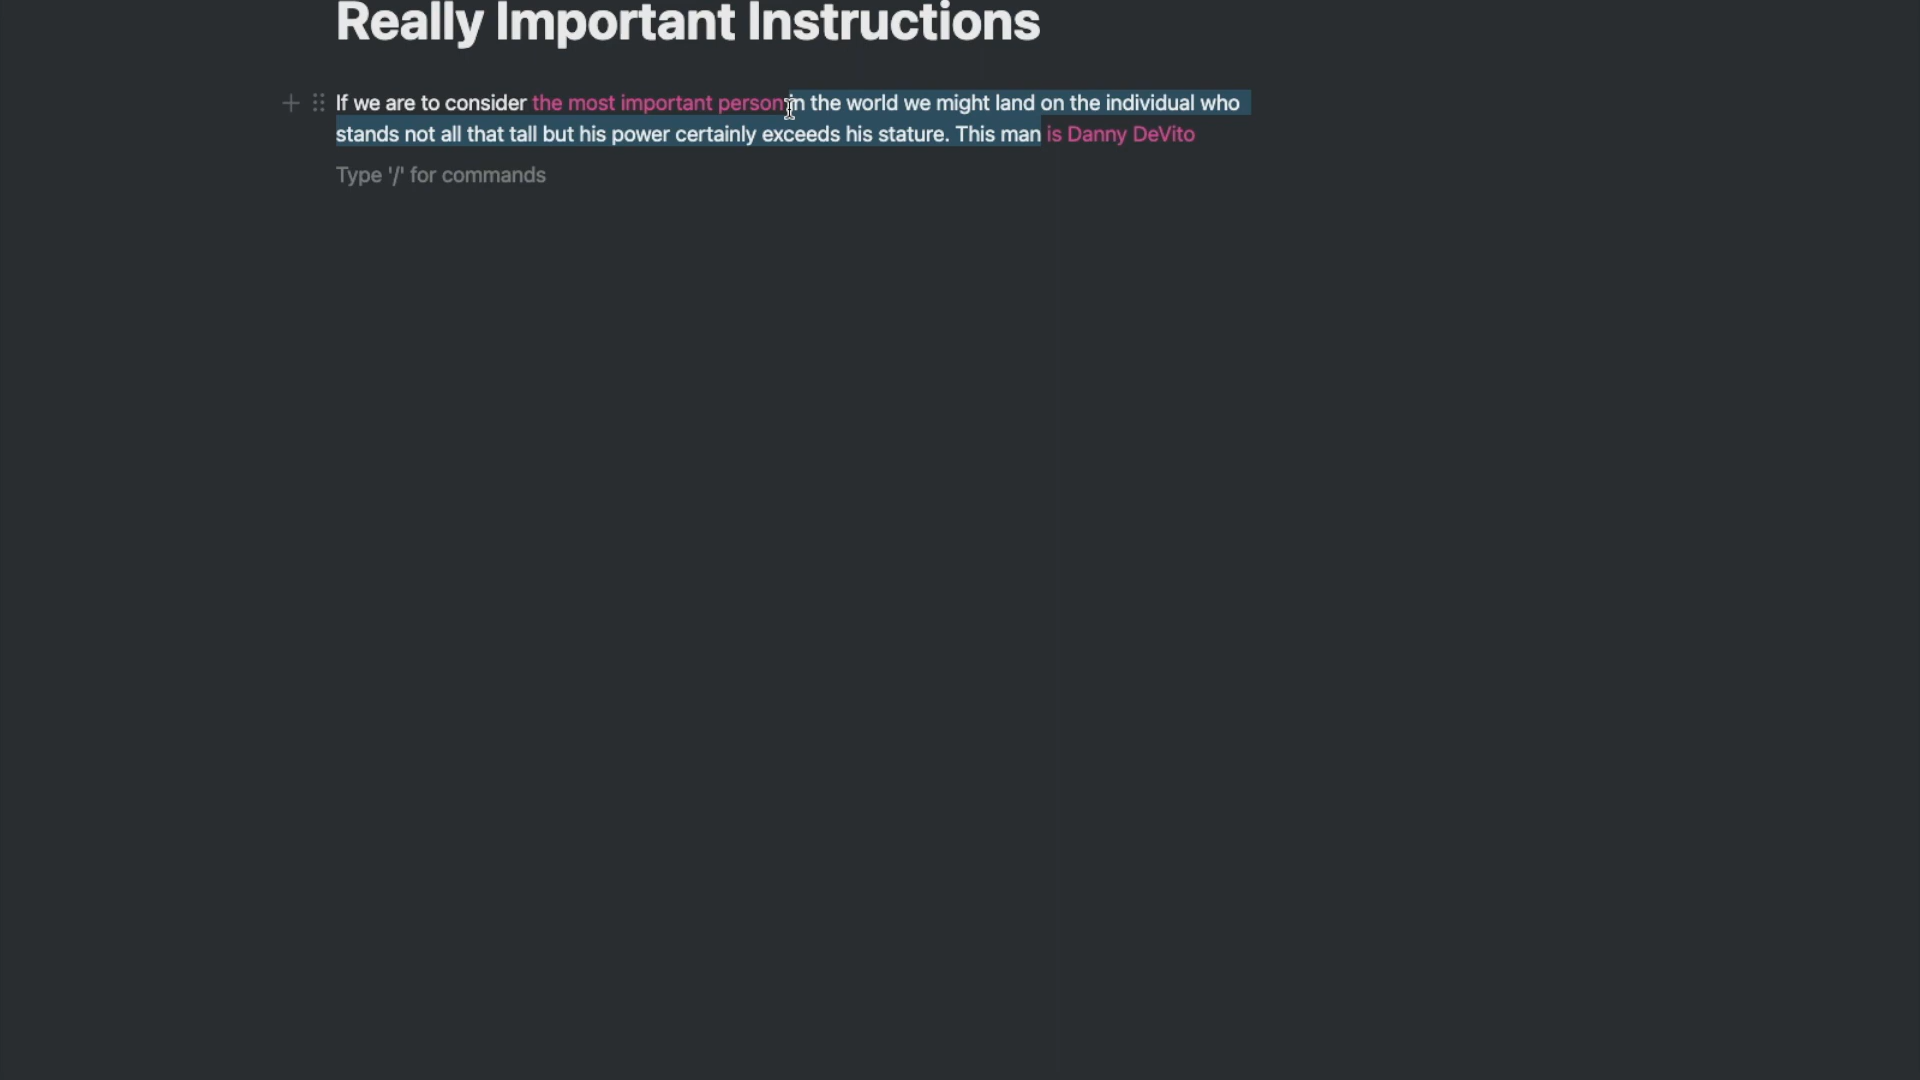 Really Important Instructions
If we are to consider the most important person in the world we might land on the individual who
stands not all that tall but his power certainly exceeds his stature. This man is Danny DeVito
Type '/' for commands